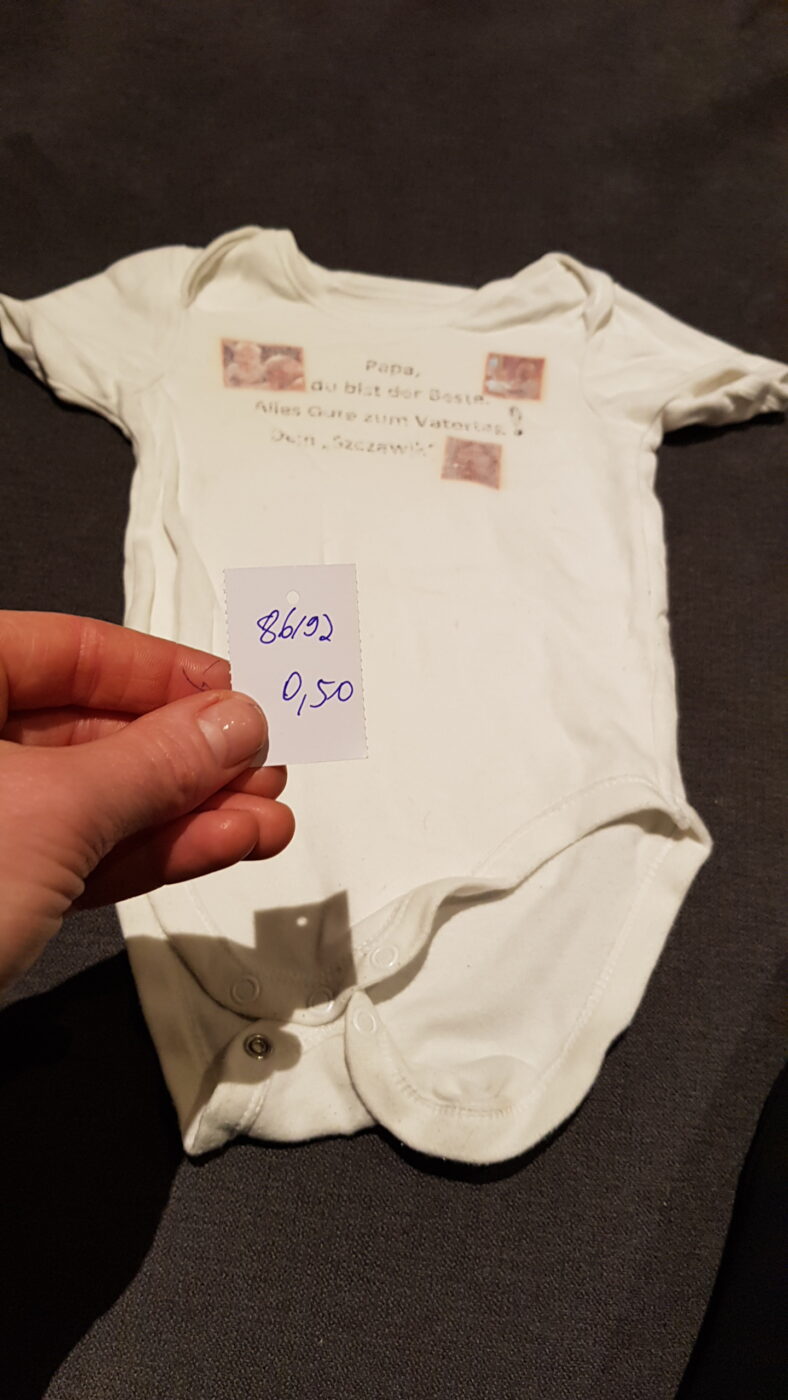 Papa,
du bist der Beste.
Alles Gute zum Vatertag!
Dein „Szczawik“
86/92
0,50